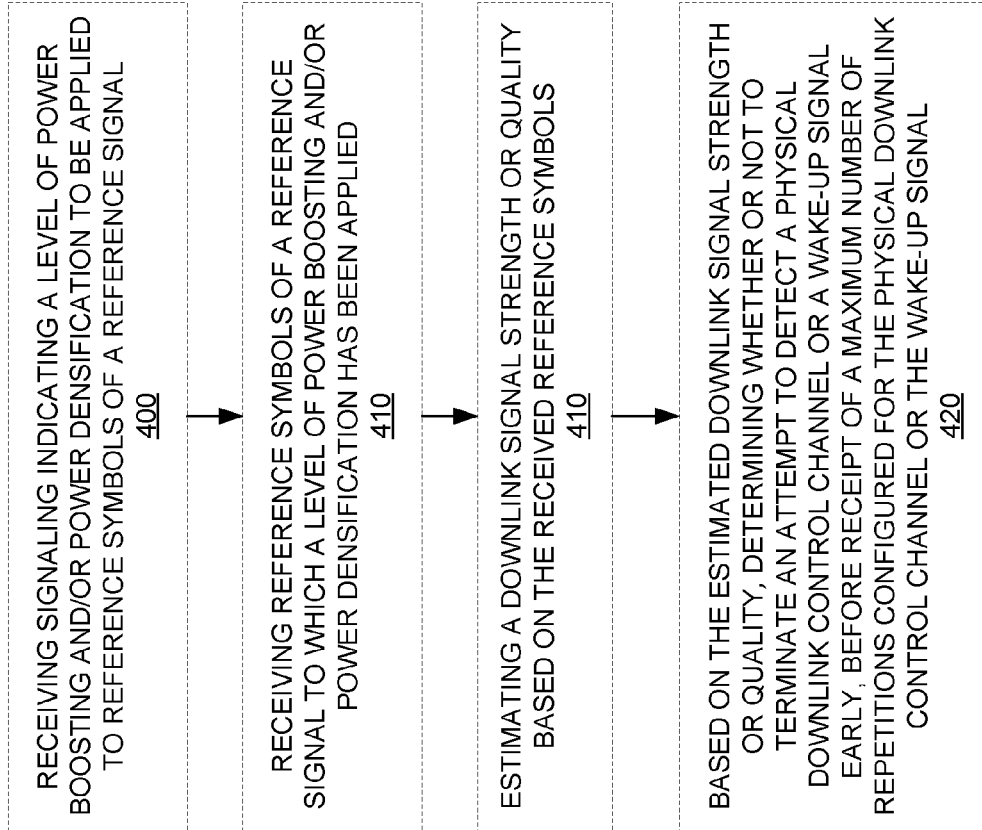 RECEIVING SIGNALING INDICATING A LEVEL OF POWER
BOOSTING AND/OR POWER DENSIFICATION TO BE APPLIED
TO REFERENCE SYMBOLS OF A REFERENCE SIGNAL
400
RECEIVING REFERENCE SYMBOLS OF A REFERENCE
SIGNAL TO WHICH A LEVEL OF POWER BOOSTING AND/OR
POWER DENSIFICATION HAS BEEN APPLIED
410
ESTIMATING A DOWNLINK SIGNAL STRENGTH OR QUALITY
BASED ON THE RECEIVED REFERENCE SYMBOLS
410
BASED ON THE ESTIMATED DOWNLINK SIGNAL STRENGTH
OR QUALITY, DETERMINING WHETHER OR NOT TO
TERMINATE AN ATTEMPT TO DETECT A PHYSICAL
DOWNLINK CONTROL CHANNEL OR A WAKE-UP SIGNAL
EARLY, BEFORE RECEIPT OF A MAXIMUM NUMBER OF
REPETITIONS CONFIGURED FOR THE PHYSICAL DOWNLINK
CONTROL CHANNEL OR THE WAKE-UP SIGNAL
420